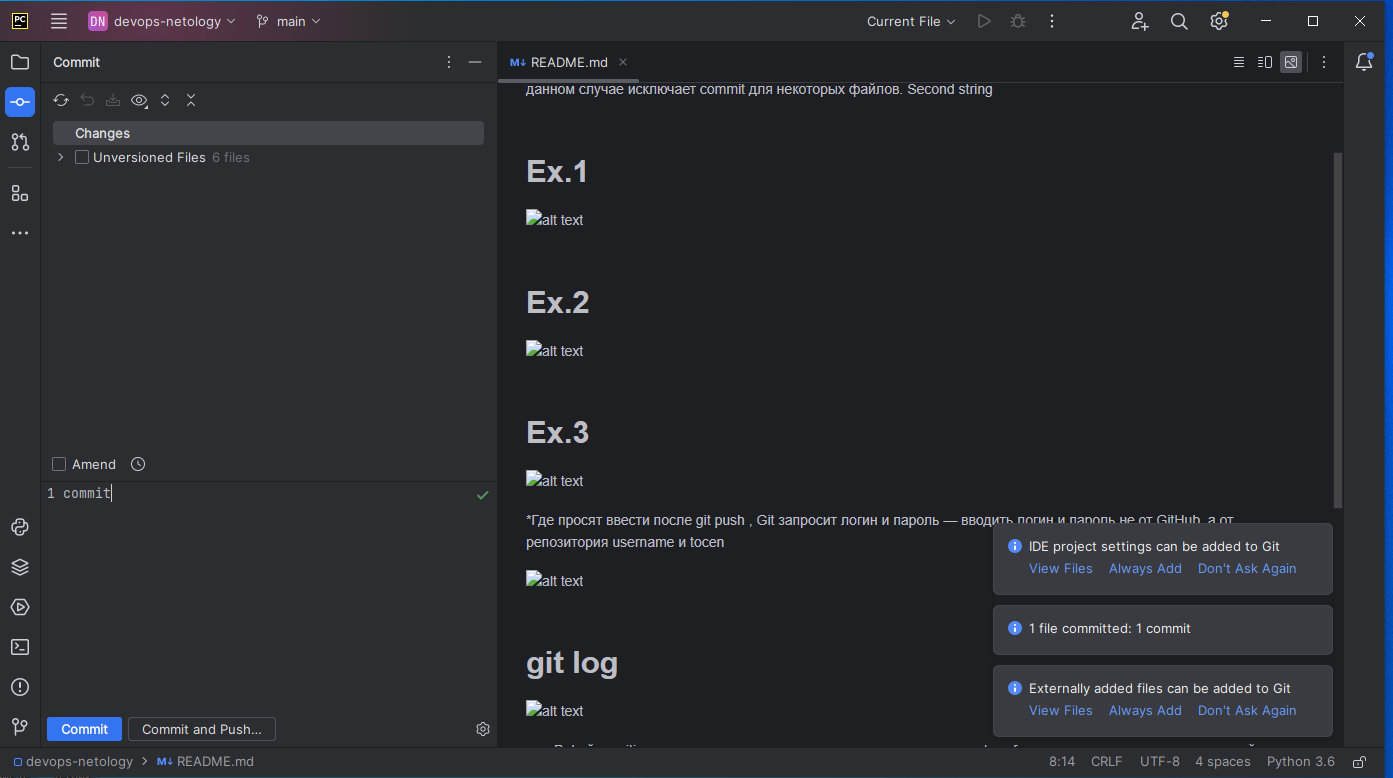 PC
DN devops-netology main Current File
Commit
README.md
данном случае исключает commit для некоторых файлов. Second string
Changes
Unversioned Files 6 files
Ex.1
alt text
Ex.2
alt text
Ex.3
alt text
Amend
1 commit
*Где просят ввести после git push , Git запросит логин и пароль — вводить логин и пароль не от GitHub, а от
репозитория username и tocen
alt text
git log
alt text
IDE project settings can be added to Git
View Files Always Add Don't Ask Again
1 file committed: 1 commit
Externally added files can be added to Git
View Files Always Add Don't Ask Again
Commit Commit and Push...
devops-netology README.md 8:14 CRLF UTF-8 4 spaces Python 3.6